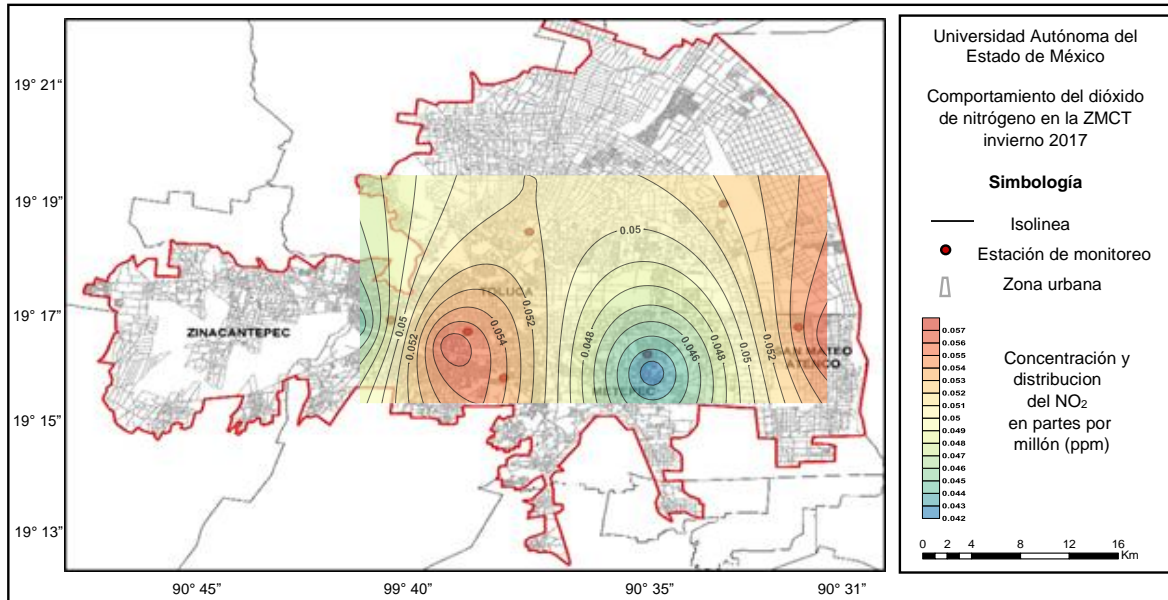 Universidad Autónoma del
Estado de México
Comportamiento del dióxido
de nitrógeno en la ZMCT
invierno 2017
Simbología
Isolinea
Estación de monitoreo
Zona urbana
0.057
0.056
0.055
0.054
0.053
0.052
0.051
0.05
0.049
0.048
0.046
0.045
0.044
0.043
0.042
Concentración y
distribucion
del NO₂
en partes por
millón (ppm)
0 2 4 8 12 16
Km
19° 21“
19° 19“
19° 17“
19° 15“
19° 13“
90° 45” 99° 40” 90° 35” 90° 31”
ZINACANTEPEC
TOLUCA
METEPEC
SAN MATEO
ATENCO
0.05
0.052
0.052
0.054
0.05
0.048
0.048
0.046
0.05
0.052